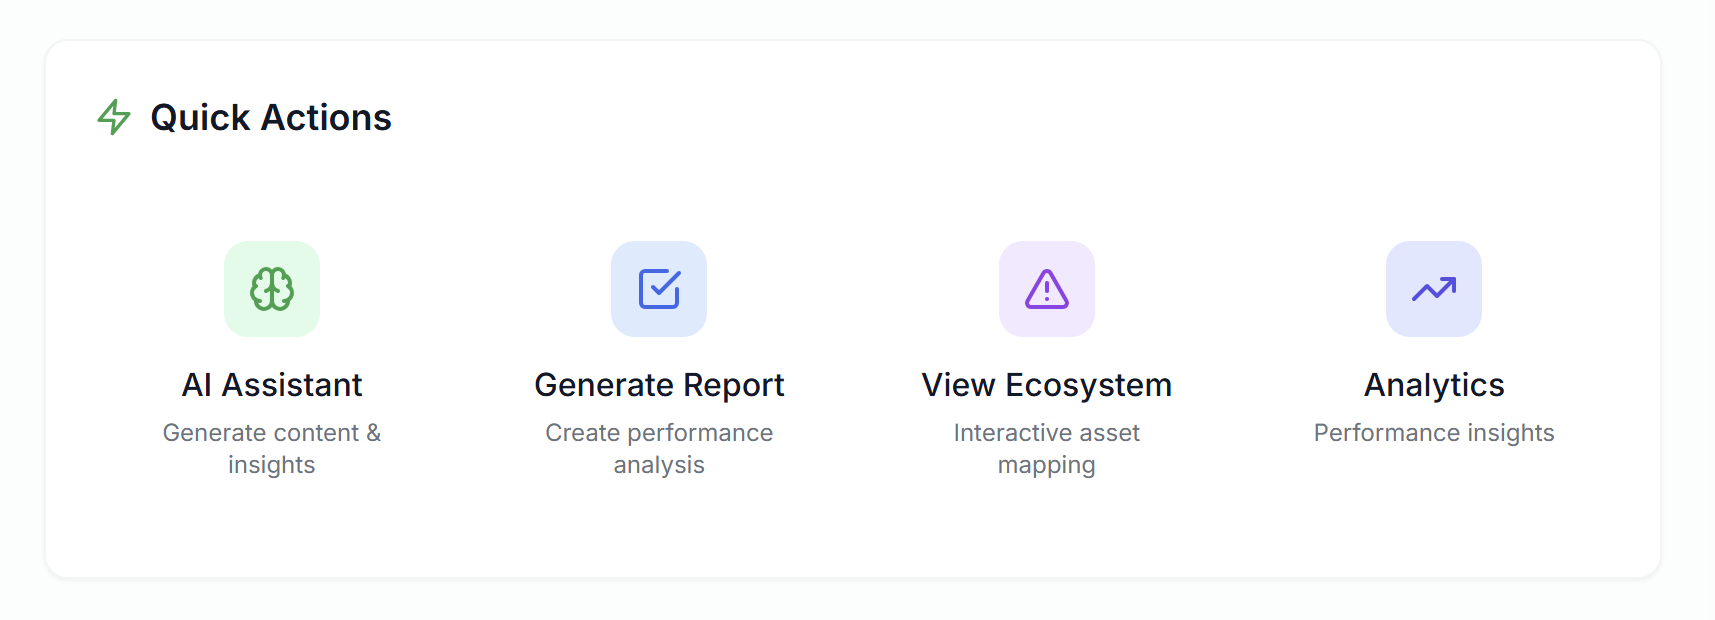 Quick Actions
AI Assistant
Generate content &
insights
Generate Report
Create performance
analysis
View Ecosystem
Interactive asset
mapping
Analytics
Performance insights